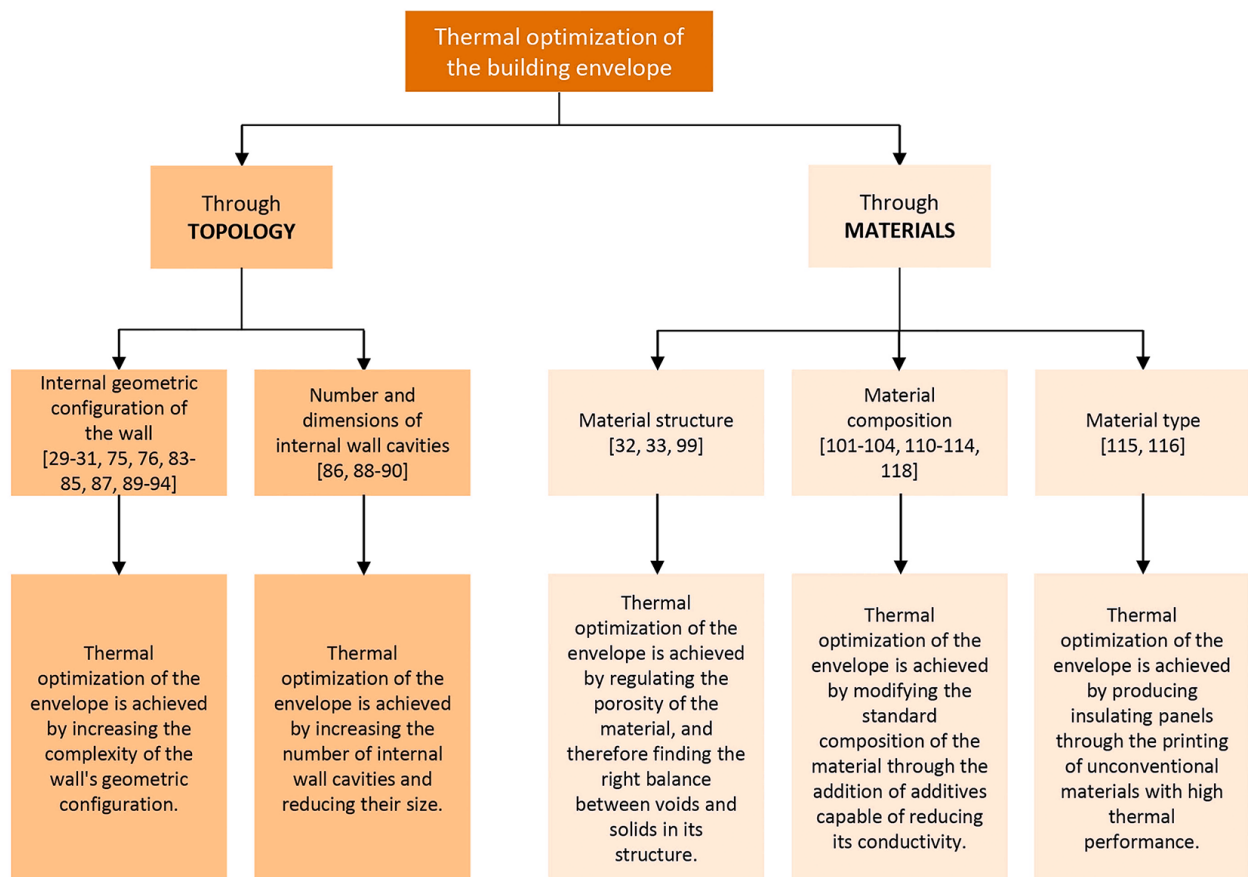 Thermal optimization of
the building envelope
Through
TOPOLOGY
Through
MATERIALS
Internal geometric
configuration of
the wall
[29-31, 75, 76, 83-
85, 87, 89-94]
Number and
dimensions of
internal wall cavities
[86, 88-90]
Material structure
[32, 33, 99]
Material
composition
[101-104, 110-114,
118]
Material type
[115, 116]
Thermal
optimization of the
envelope is achieved
by increasing the
complexity of the
wall's geometric
configuration.
Thermal
optimization of the
envelope is achieved
by increasing the
number of internal
wall cavities and
reducing their size.
Thermal
optimization of the
envelope is achieved
by regulating the
porosity of the
material, and
therefore finding the
right balance
between voids and
solids in its
structure.
Thermal
optimization of the
envelope is achieved
by modifying the
standard
composition of the
material through the
addition of additives
capable of reducing
its conductivity.
Thermal
optimization of the
envelope is achieved
by producing
insulating panels
through the printing
of unconventional
materials with high
thermal
performance.